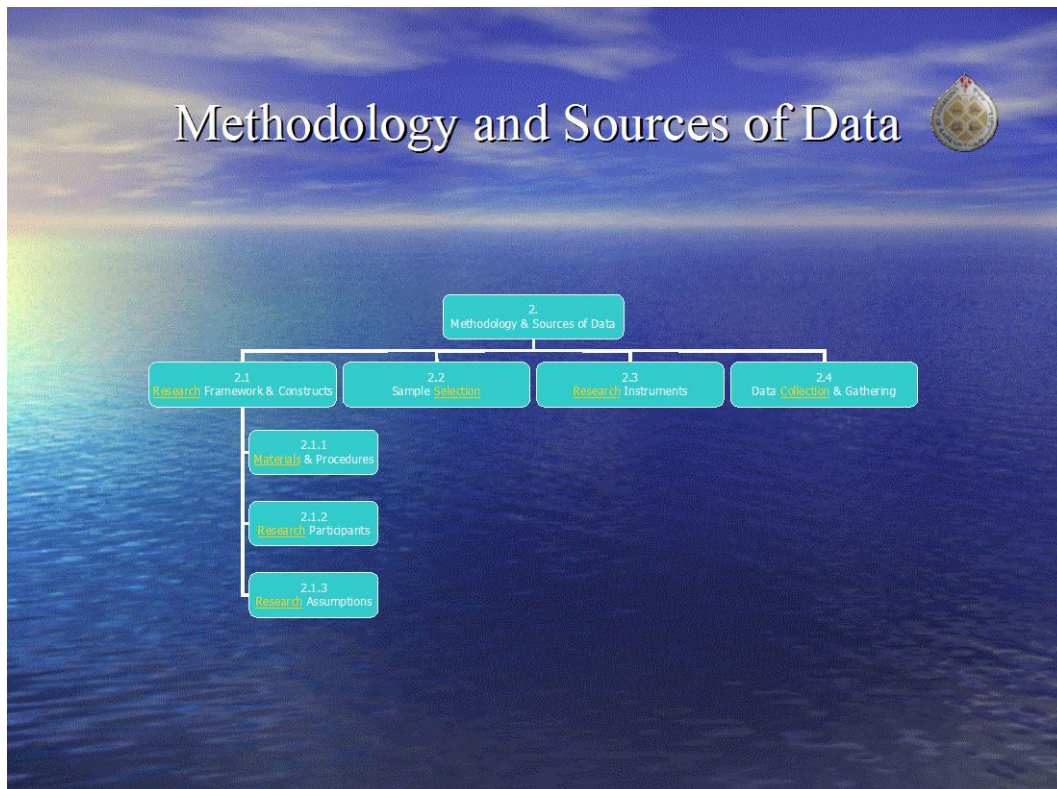 Methodology and Sources of Data
2.
Methodology & Sources of Data
2.1
Research Framework & Constructs
2.2
Sample Selection
2.3
Research Instruments
2.4
Data Collection & Gathering
2.1.1
Materials & Procedures
2.1.2
Research Participants
2.1.3
Research Assumptions